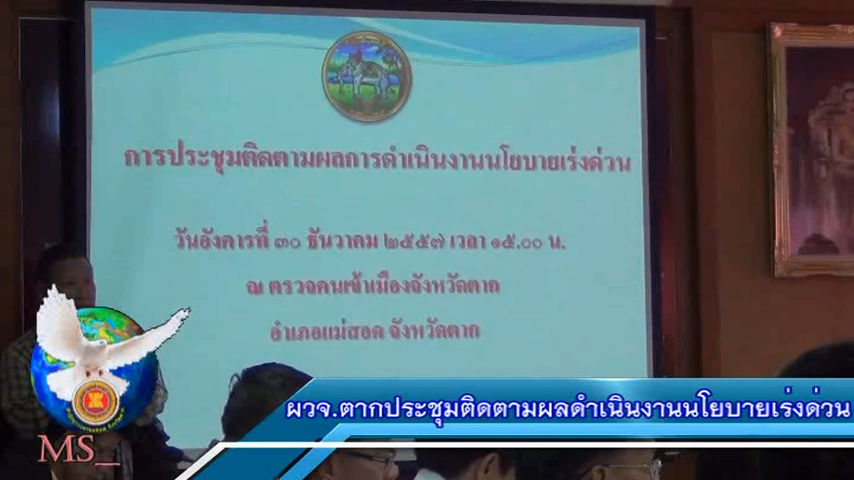 การประชุมติดตามผลการดำเนินงานนโยบายเร่งด่วน
วันอังคารที่ ๓๐ ธันวาคม ๒๕๕๗ เวลา ๑๕.๐๐ น.
ณ ตรวจคนเข้าเมืองจังหวัดตาก
อำเภอแม่สอด จังหวัดตาก
ผวจ.ตากประชุมติดตามผลดำเนินงานนโยบายเร่งด่วน
MS_